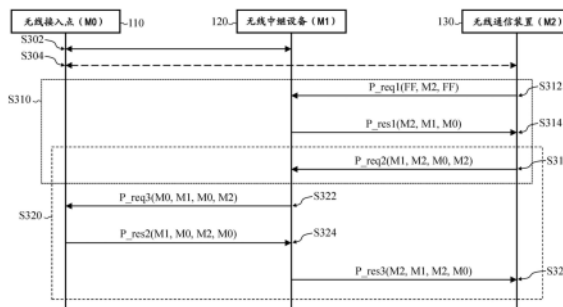 无线接入点 (M0) 110 120 无线中继设备 (M1) 130 无线通信装置 (M2)
S302
S304
P_req1(FF, M2, FF) S312
S310
P_res1(M2, M1, M0) S314
P_req2(M1, M2, M0, M2)
P_req3(M0, M1, M0, M2) S322
S320
P_res2(M1, M0, M2, M0) S324
P_res3(M2, M1, M2, M0)